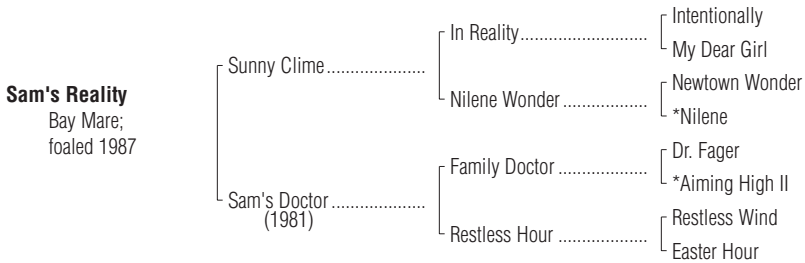 Intentionally
In Reality...........................
My Dear Girl
Sunny Clime.....................
Newtown Wonder
Nilene Wonder ..................
*Nilene
Sam's Reality
Bay Mare;
foaled 1987
Dr. Fager
Family Doctor ...................
*Aiming High II
Sam's Doctor ....................
(1981)
Restless Wind
Restless Hour ...................
Easter Hour